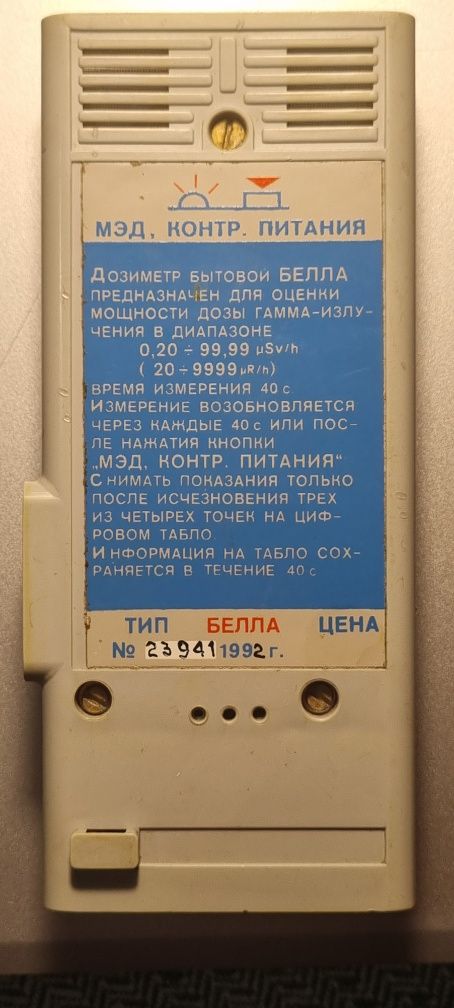 МЭД, КОНТР. ПИТАНИЯ
ДОЗИМЕТР БЫТОВОЙ БЕЛЛА
ПРЕДНАЗНАЧЕН ДЛЯ ОЦЕНКИ
МОЩНОСТИ ДОЗЫ ГАММА-ИЗЛУ-
ЧЕНИЯ В ДИАПАЗОНЕ
0,20 ÷ 99,99 μSv/h
( 20 ÷ 9999 μR/h)
ВРЕМЯ ИЗМЕРЕНИЯ 40 с
ИЗМЕРЕНИЕ ВОЗОБНОВЛЯЕТСЯ
ЧЕРЕЗ КАЖДЫЕ 40 с ИЛИ ПОС-
ЛЕ НАЖАТИЯ КНОПКИ
„МЭД, КОНТР. ПИТАНИЯ“
СНИМАТЬ ПОКАЗАНИЯ ТОЛЬКО
ПОСЛЕ ИСЧЕЗНОВЕНИЯ ТРЕХ
ИЗ ЧЕТЫРЕХ ТОЧЕК НА ЦИФ-
РОВОМ ТАБЛО
ИНФОРМАЦИЯ НА ТАБЛО СОХ-
РАНЯЕТСЯ В ТЕЧЕНИЕ 40 с
ТИП БЕЛЛА ЦЕНА
№ 23941 1992 г.